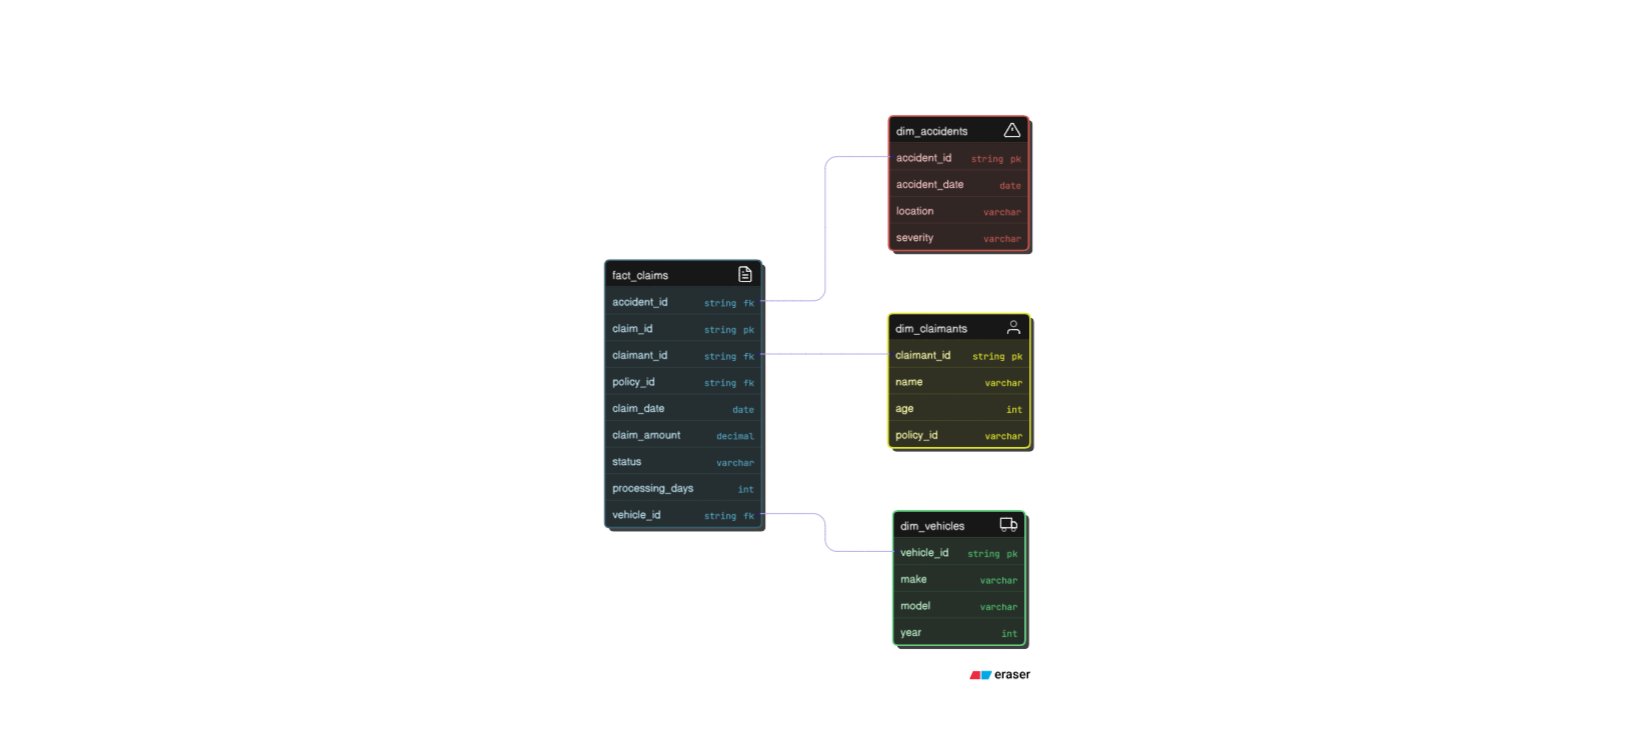 dim_accidents
accident_id string pk
accident_date date
location varchar
severity varchar
fact_claims
accident_id string fk
claim_id string pk
claimant_id string fk
policy_id string fk
claim_date date
claim_amount decimal
status varchar
processing_days int
vehicle_id string fk
dim_claimants
claimant_id string pk
name varchar
age int
policy_id varchar
dim_vehicles
vehicle_id string pk
make varchar
model varchar
year int
eraser